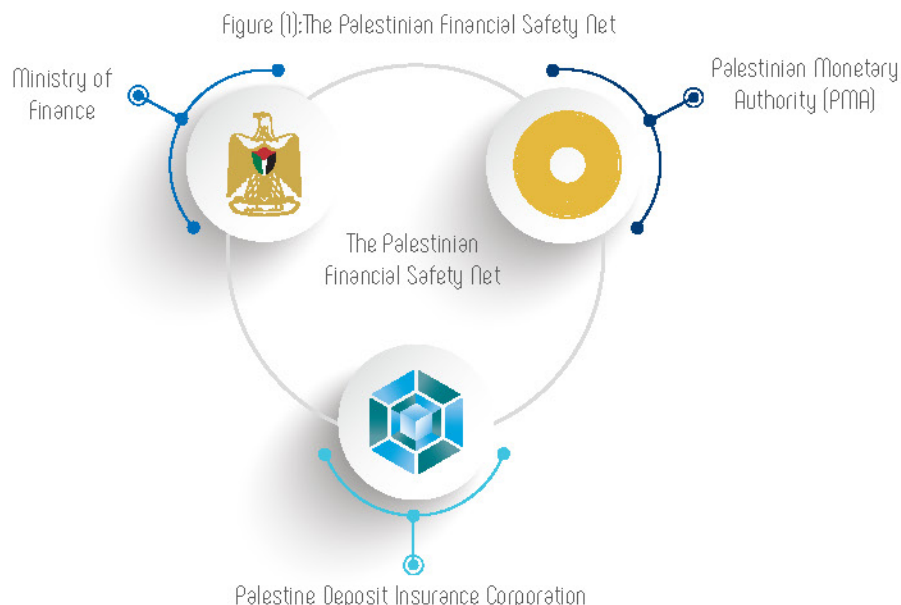 Figure (1):The Palestinian Financial Safety Net
Ministry of
Finance
Palestinian Monetary
Authority (PMA)
The Palestinian
Financial Safety Net
Palestine Deposit Insurance Corporation